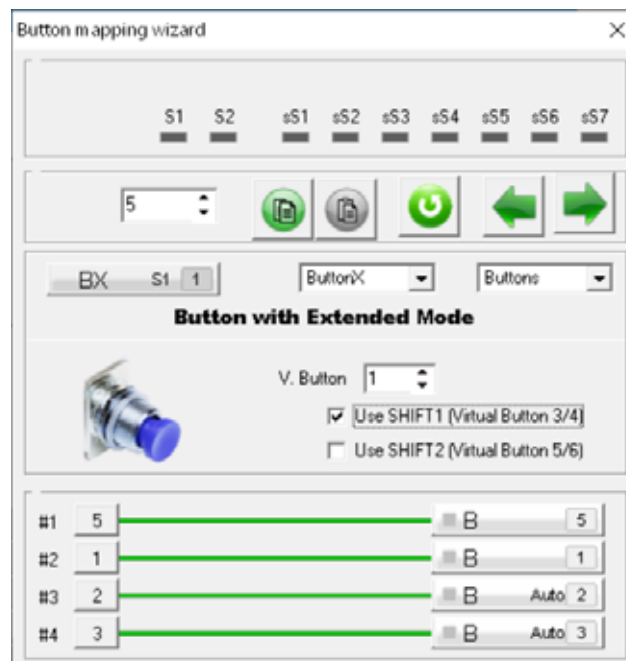 Button mapping wizard
S1 S2 sS1 sS2 sS3 sS4 sS5 sS6 sS7
5
BX S1 1 ButtonX Buttons
Button with Extended Mode
V. Button 1
Use SHIFT1 (Virtual Button 3/4)
Use SHIFT2 (Virtual Button 5/6)
#1 5 B 5
#2 1 B 1
#3 2 B Auto 2
#4 3 B Auto 3